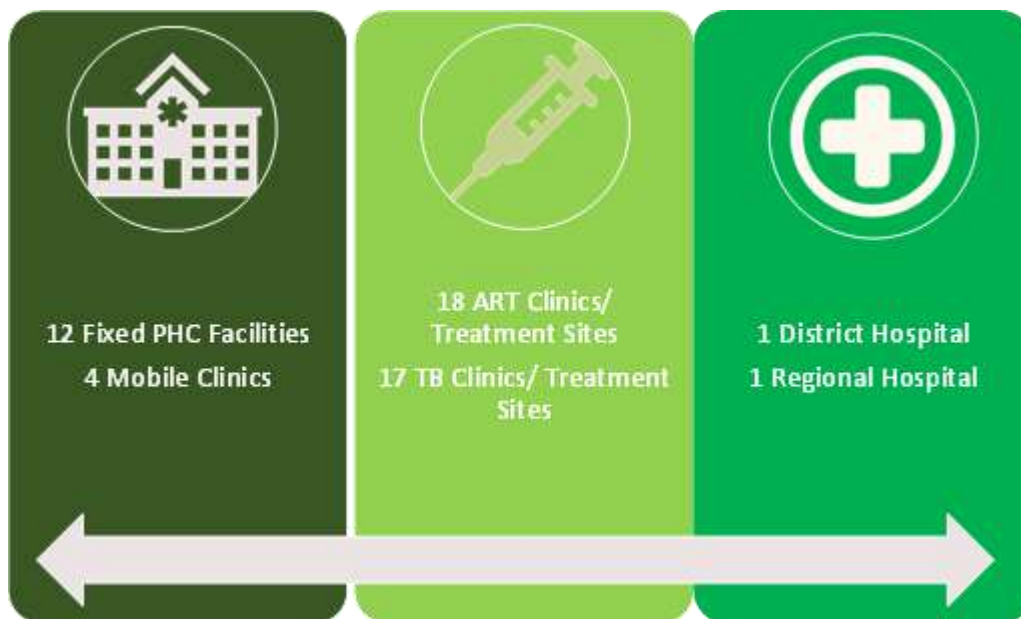 12 Fixed PHC Facilities
4 Mobile Clinics
18 ART Clinics/
Treatment Sites
17 TB Clinics/ Treatment
Sites
1 District Hospital
1 Regional Hospital